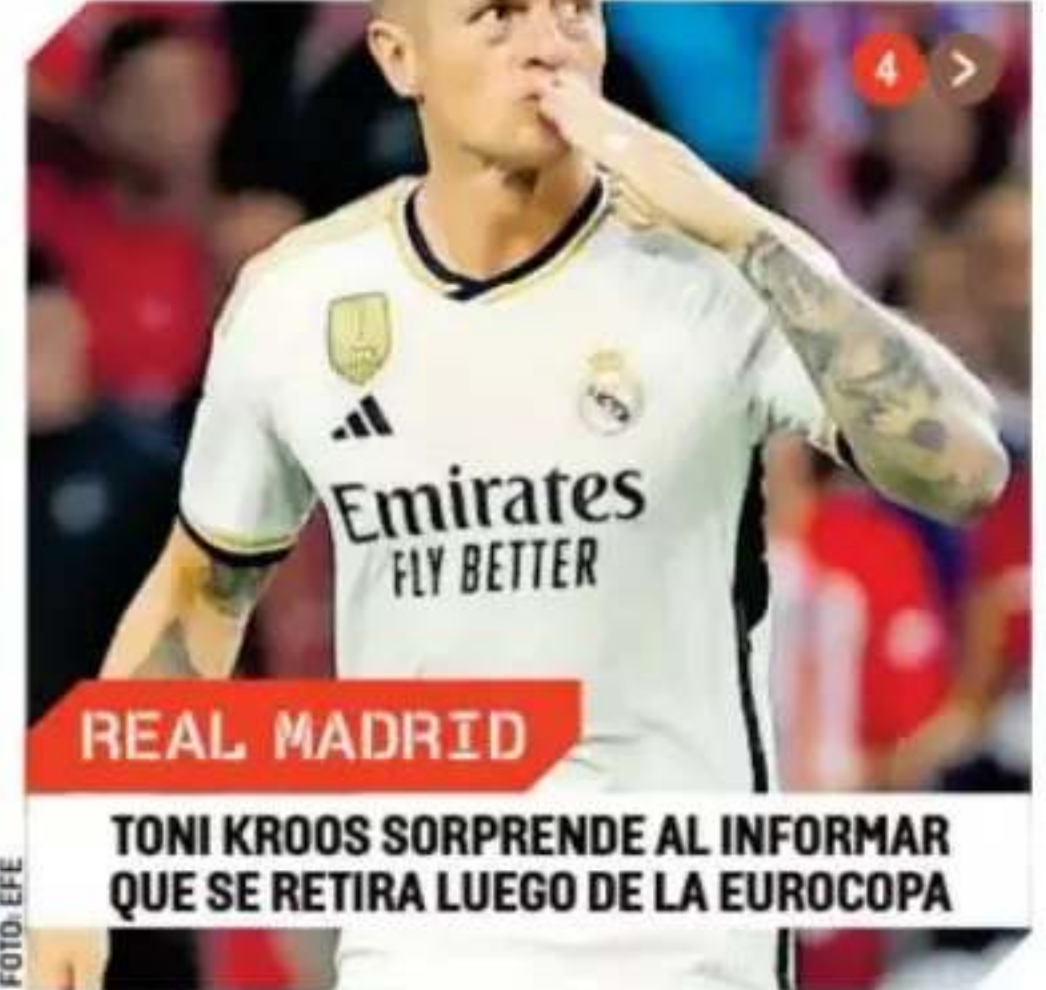 4 >
Emirates
FLY BETTER
REAL MADRID
TONI KROOS SORPRENDE AL INFORMAR
QUE SE RETIRA LUEGO DE LA EUROCOPA
FOTO: EFE